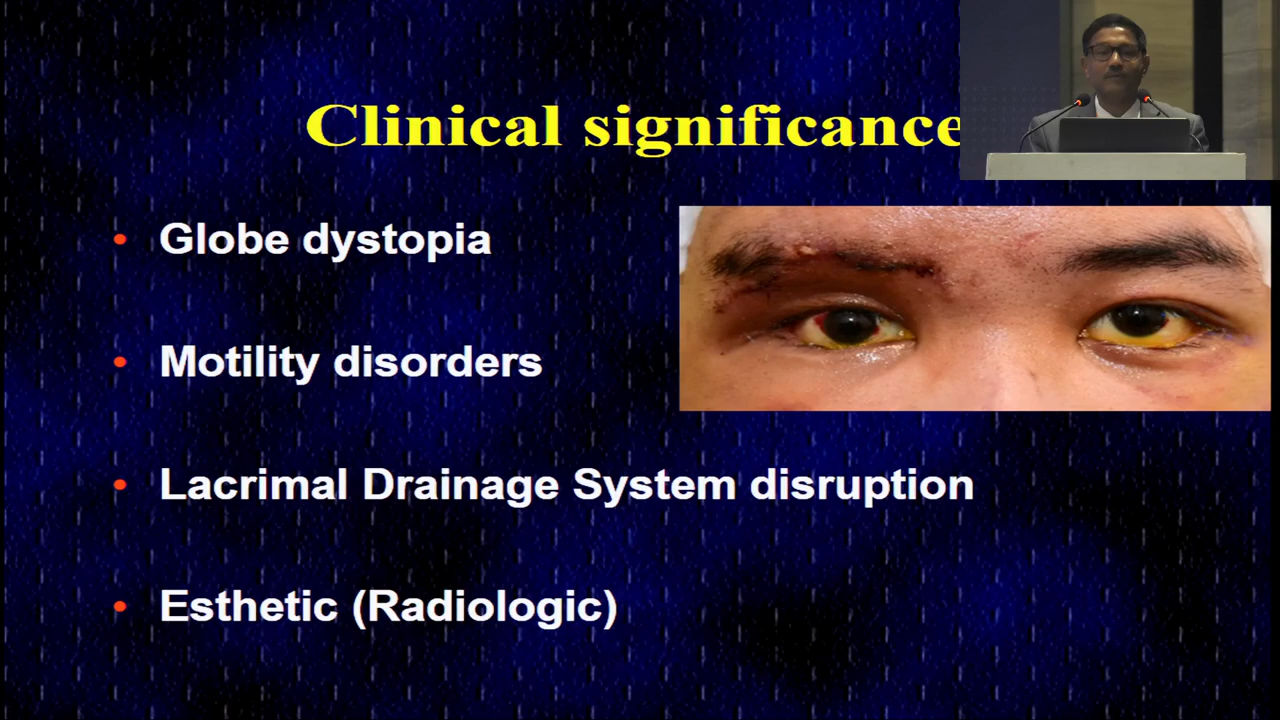 Clinical significance
Globe dystopia
Motility disorders
Lacrimal Drainage System disruption
Esthetic (Radiologic)